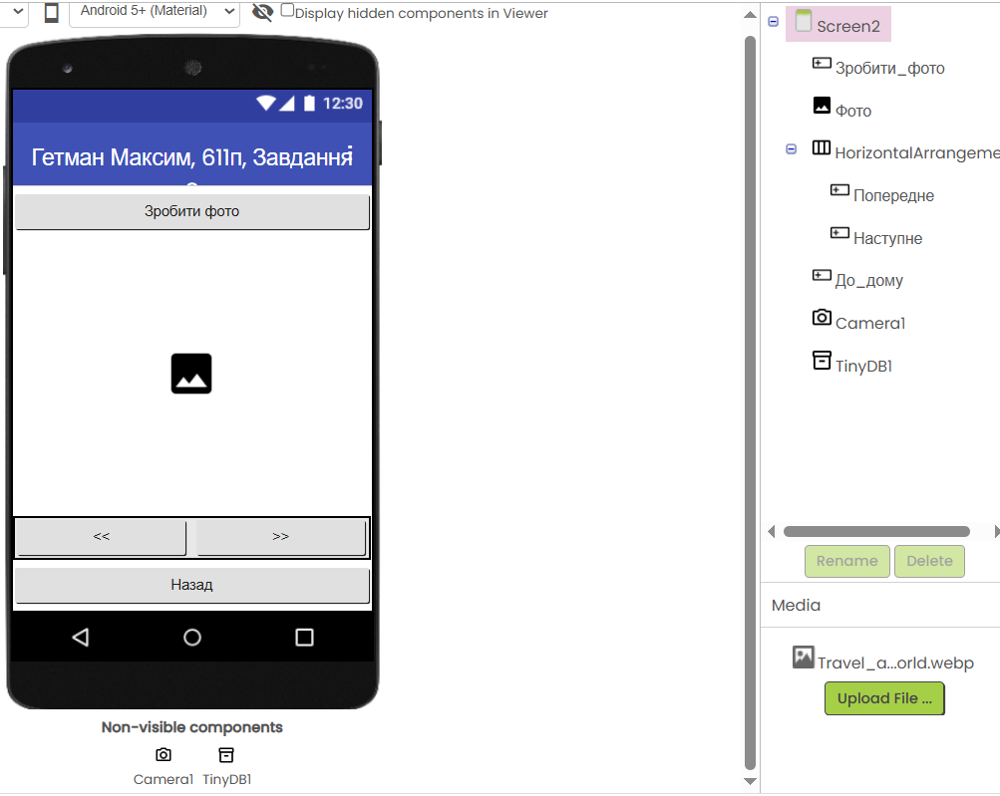 Android 5+ (Material)
Display hidden components in Viewer
12:30
Гетман Максим, 611п, Завдання
Зробити фото
<<
>>
Назад
Non-visible components
Camera1
TinyDB1
Screen2
Зробити_фото
Фото
HorizontalArrangeme
Попередне
Наступне
До_дому
Camera1
TinyDB1
Rename
Delete
Media
Travel_a...orld.webp
Upload File ...